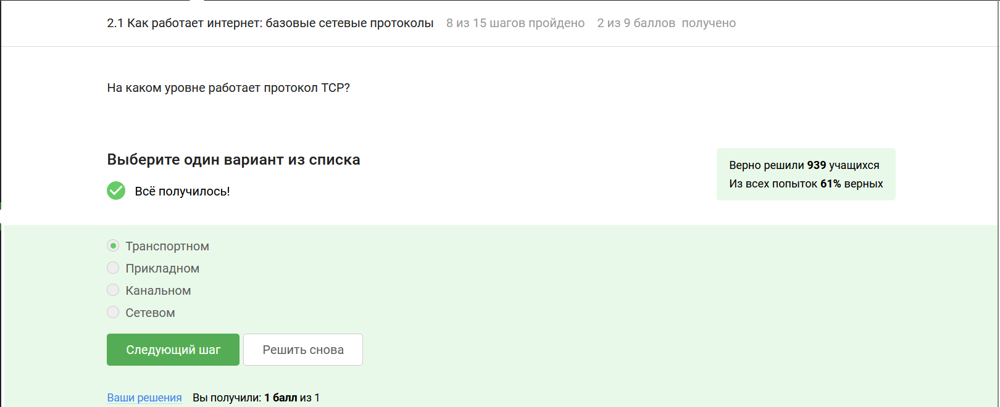 2.1 Как работает интернет: базовые сетевые протоколы 8 из 15 шагов пройдено 2 из 9 баллов получено
На каком уровне работает протокол TCP?
Выберите один вариант из списка
Всё получилось!
Верно решили 939 учащихся
Из всех попыток 61% верных
Транспортном
Прикладном
Канальном
Сетевом
Следующий шаг
Решить снова
Ваши решения Вы получили: 1 балл из 1